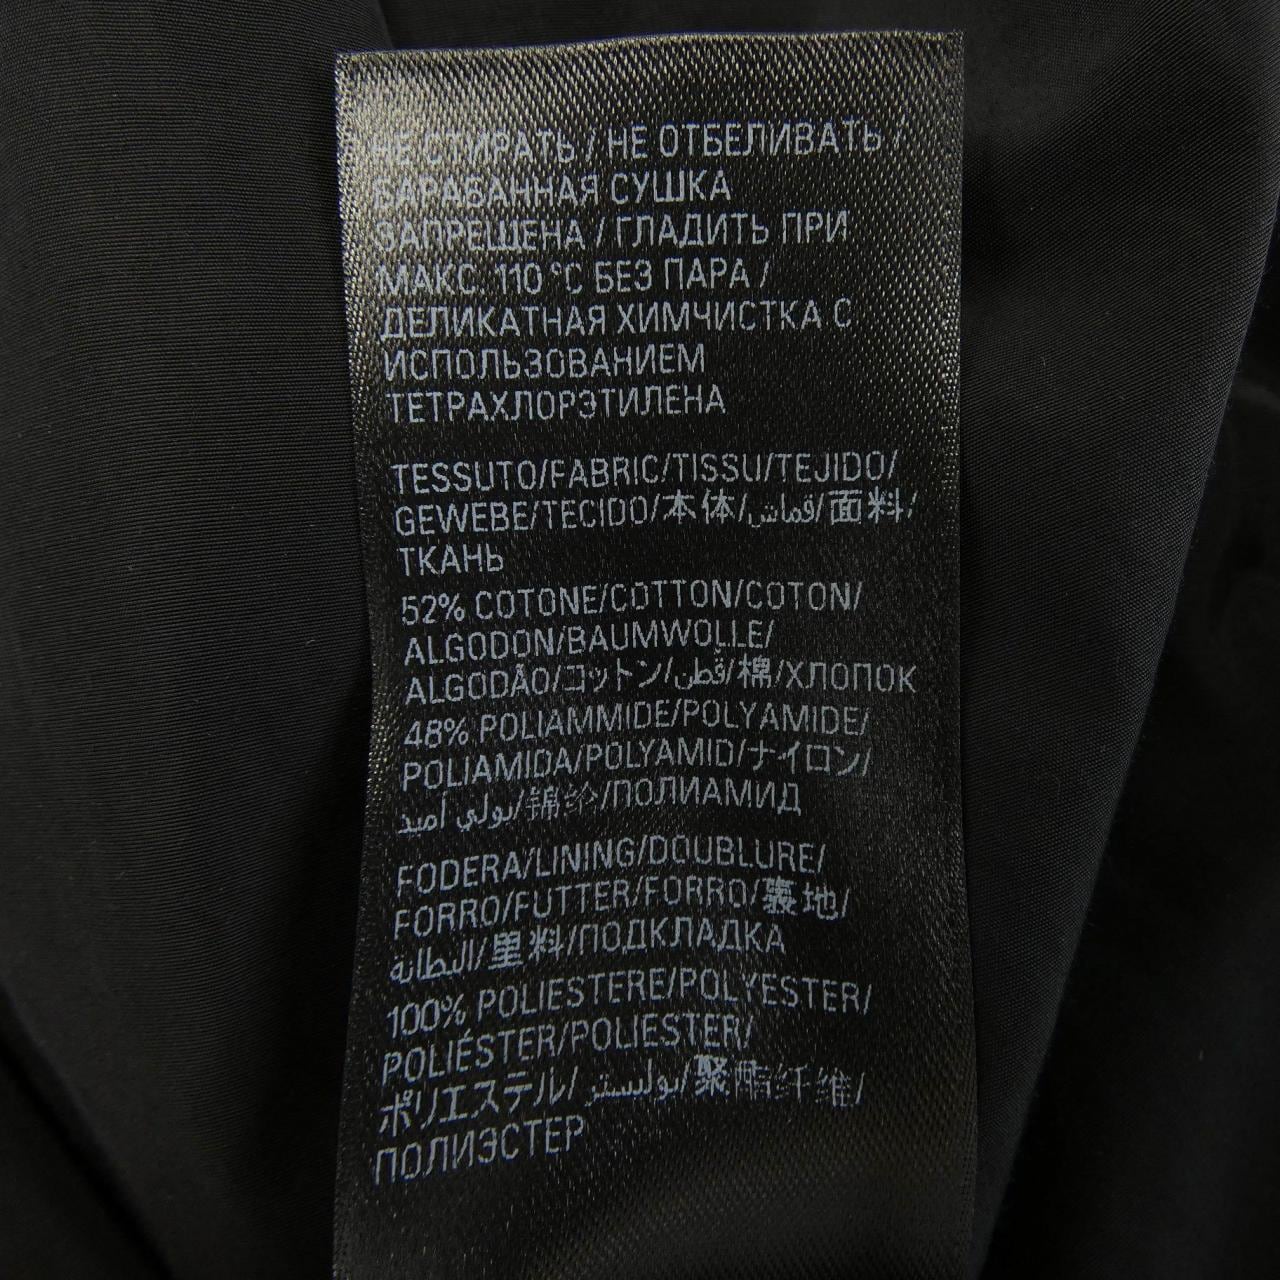 НЕ СТИРАТЬ / НЕ ОТБЕЛИВАТЬ /
БАРАБАННАЯ СУШКА
ЗАПРЕЩЕНА / ГЛАДИТЬ ПРИ
МАКС. 110 °C БЕЗ ПАРА /
ДЕЛИКАТНАЯ ХИМЧИСТКА С
ИСПОЛЬЗОВАНИЕМ
ТЕТРАХЛОРЭТИЛЕНА
TESSUTO/FABRIC/TISSU/TEJIDO/
GEWEBE/TECIDO/本体/قماش/面料/
ТКАНЬ
52% COTONE/COTTON/COTON/
ALGODON/BAUMWOLLE/
ALGODÃO/コットン/قطن/棉/ХЛОПОК
48% POLIAMMIDE/POLYAMIDE/
POLIAMIDA/POLYAMID/ナイロン/
بولي أميد/锦纶/ПОЛИАМИД
FODERA/LINING/DOUBLURE/
FORRO/FUTTER/FORRO/裏地/
البطانة/里料/ПОДКЛАДКА
100% POLIESTERE/POLYESTER/
POLIÉSTER/POLIESTER/
ポリエステル/بوليستر/聚酯纤维/
ПОЛИЭСТЕР